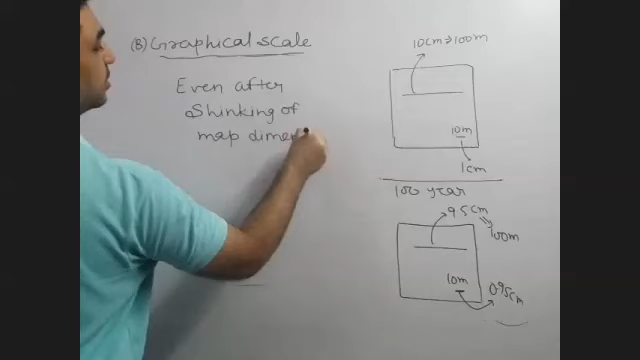 (B) Graphical scale
Even after
Shinking of
map dimen
10cm → 100m
10m
1cm
100 year
9.5cm
100m
10m
0.95cm